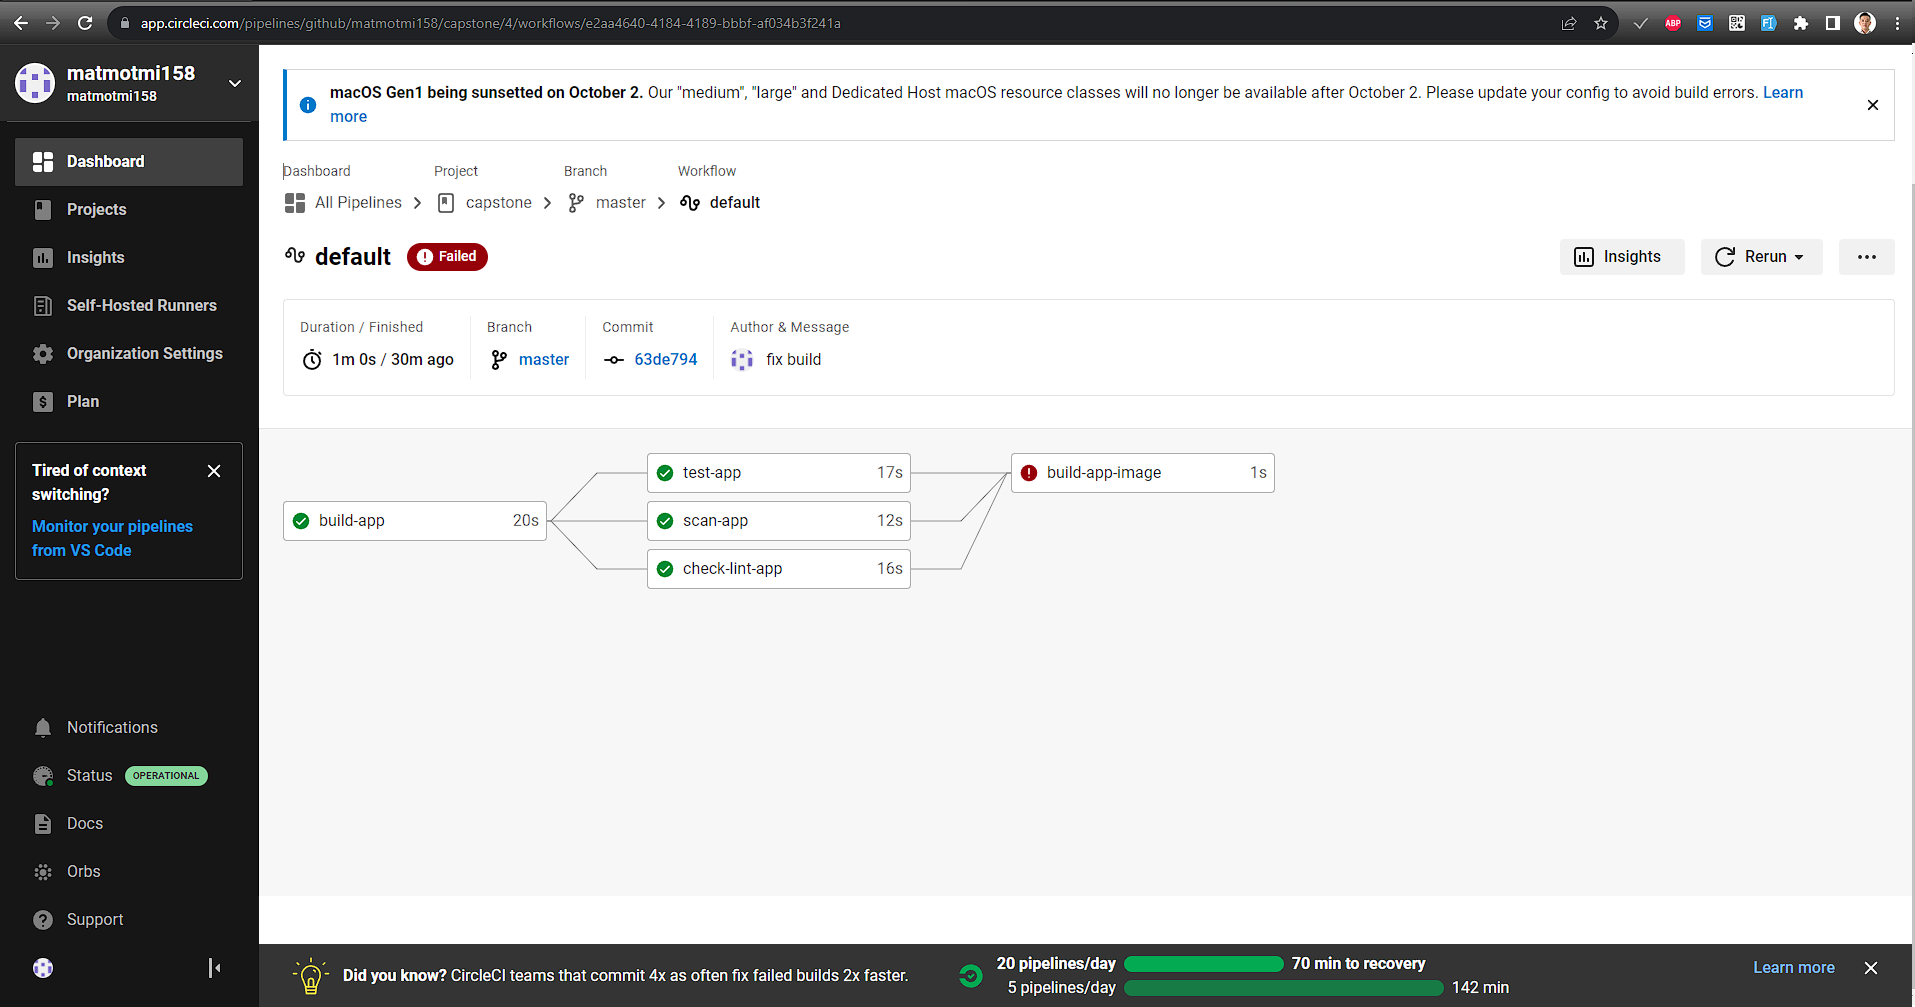 app.circleci.com/pipelines/github/matmotmi158/capstone/4/workflows/e2aa4640-4184-4189-bbbf-af034b3f241a
ABP
matmotmi158
matmotmi158
Dashboard
Projects
Insights
Self-Hosted Runners
Organization Settings
Plan
Tired of context
switching?
Monitor your pipelines
from VS Code
Notifications
Status OPERATIONAL
Docs
Orbs
Support
macOS Gen1 being sunsetted on October 2. Our "medium", "large" and Dedicated Host macOS resource classes will no longer be available after October 2. Please update your config to avoid build errors. Learn
more
Dashboard Project Branch Workflow
All Pipelines capstone master default
default Failed
Insights Rerun
Duration / Finished Branch Commit Author & Message
1m 0s / 30m ago master 63de794 fix build
test-app 17s build-app-image 1s
build-app 20s scan-app 12s
check-lint-app 16s
Did you know? CircleCI teams that commit 4x as often fix failed builds 2x faster.
20 pipelines/day 70 min to recovery
5 pipelines/day 142 min
Learn more